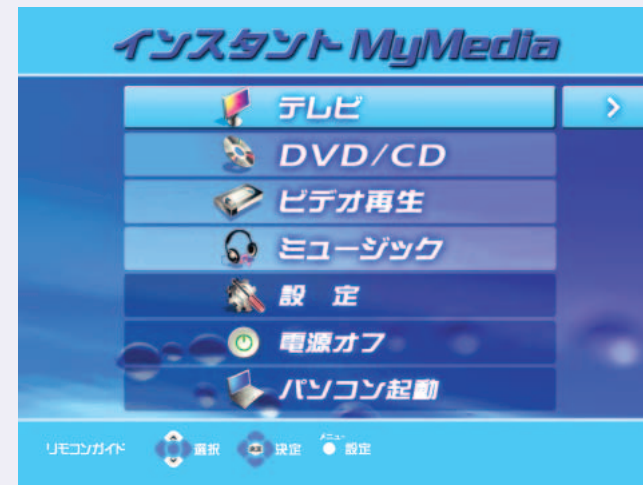 インスタント MyMedia
テレビ >
DVD/CD
ビデオ再生
ミュージック
設 定
電源オフ
パソコン起動
メニュー
リモコンガイド 選択 決定 設定